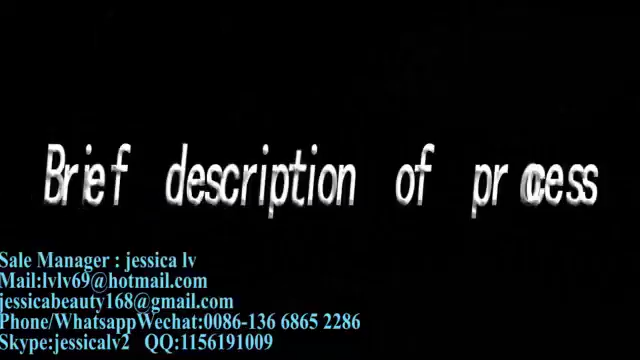 Brief description of process
Sale Manager : jessica lv
Mail:lvlv69@hotmail.com
jessicabeauty168@gmail.com
Phone/WhatsappWechat:0086-136 6865 2286
Skype:jessicalv2 QQ:1156191009